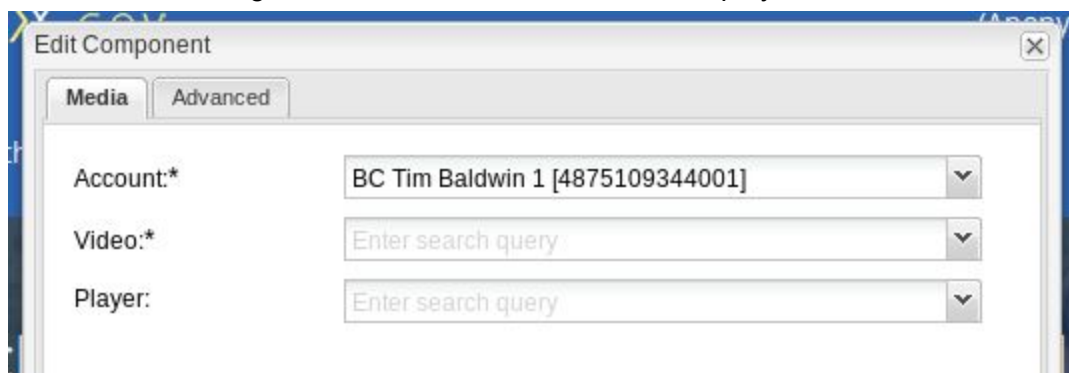 Edit Component
Media Advanced
Account:* BC Tim Baldwin 1 [4875109344001]
Video:* Enter search query
Player: Enter search query